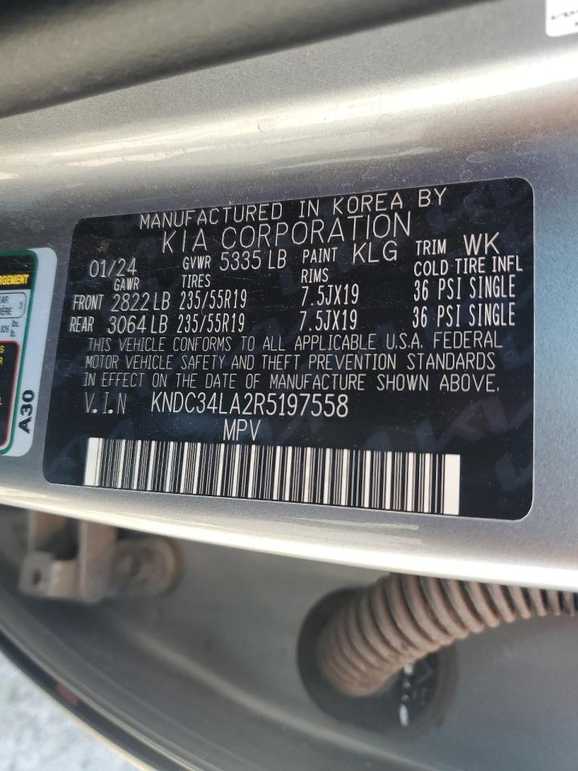 MANUFACTURED IN KOREA BY
KIA CORPORATION
01/24 GVWR 5335 LB PAINT KLG TRIM WK
GAWR TIRES RIMS COLD TIRE INFL
FRONT 2822 LB 235/55R19 7.5JX19 36 PSI SINGLE
REAR 3064 LB 235/55R19 7.5JX19 36 PSI SINGLE
THIS VEHICLE CONFORMS TO ALL APPLICABLE U.S.A. FEDERAL
MOTOR VEHICLE SAFETY AND THEFT PREVENTION STANDARDS
IN EFFECT ON THE DATE OF MANUFACTURE SHOWN ABOVE.
V.I.N KNDC34LA2R5197558
MPV
A30